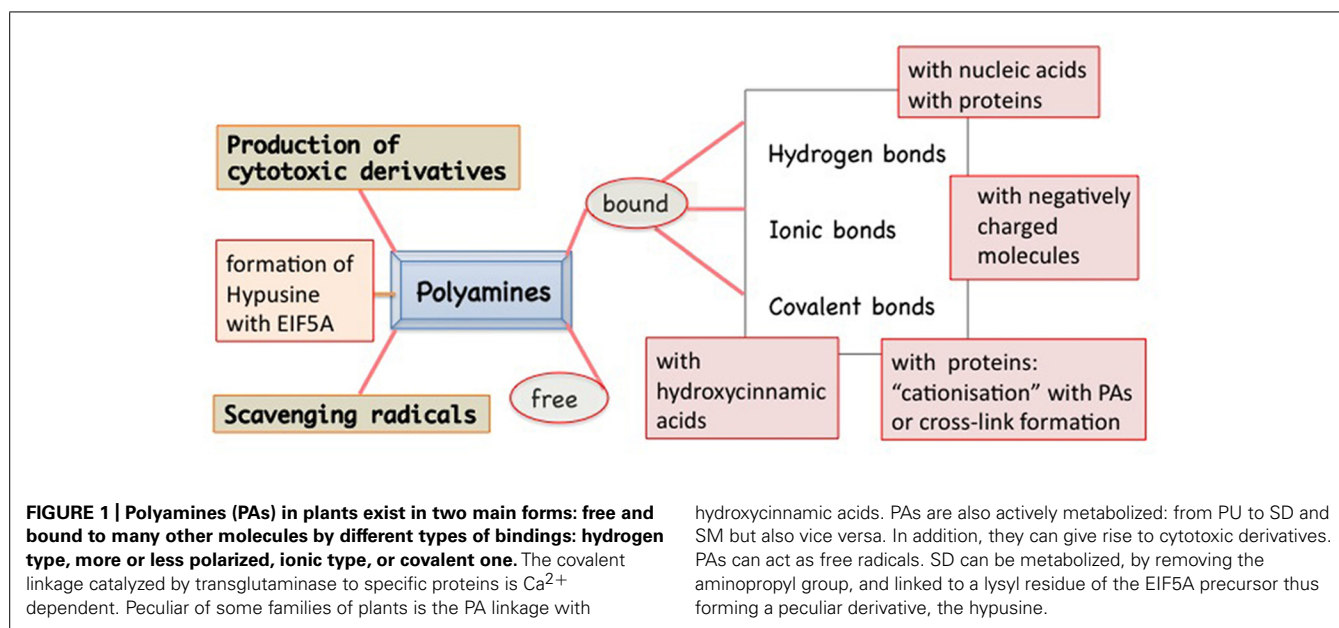 Production of
cytotoxic derivatives
formation of
Hypusine
with EIF5A
Scavenging radicals
Polyamines
bound
free
Hydrogen bonds
Ionic bonds
Covalent bonds
with nucleic acids
with proteins
with negatively
charged
molecules
with
hydroxycinnamic
acids
with proteins:
“cationisation” with PAs
or cross-link formation
FIGURE 1 | Polyamines (PAs) in plants exist in two main forms: free and
bound to many other molecules by different types of bindings: hydrogen
type, more or less polarized, ionic type, or covalent one. The covalent
linkage catalyzed by transglutaminase to specific proteins is Ca2+
dependent. Peculiar of some families of plants is the PA linkage with
hydroxycinnamic acids. PAs are also actively metabolized: from PU to SD and
SM but also vice versa. In addition, they can give rise to cytotoxic derivatives.
PAs can act as free radicals. SD can be metabolized, by removing the
aminopropyl group, and linked to a lysyl residue of the EIF5A precursor thus
forming a peculiar derivative, the hypusine.